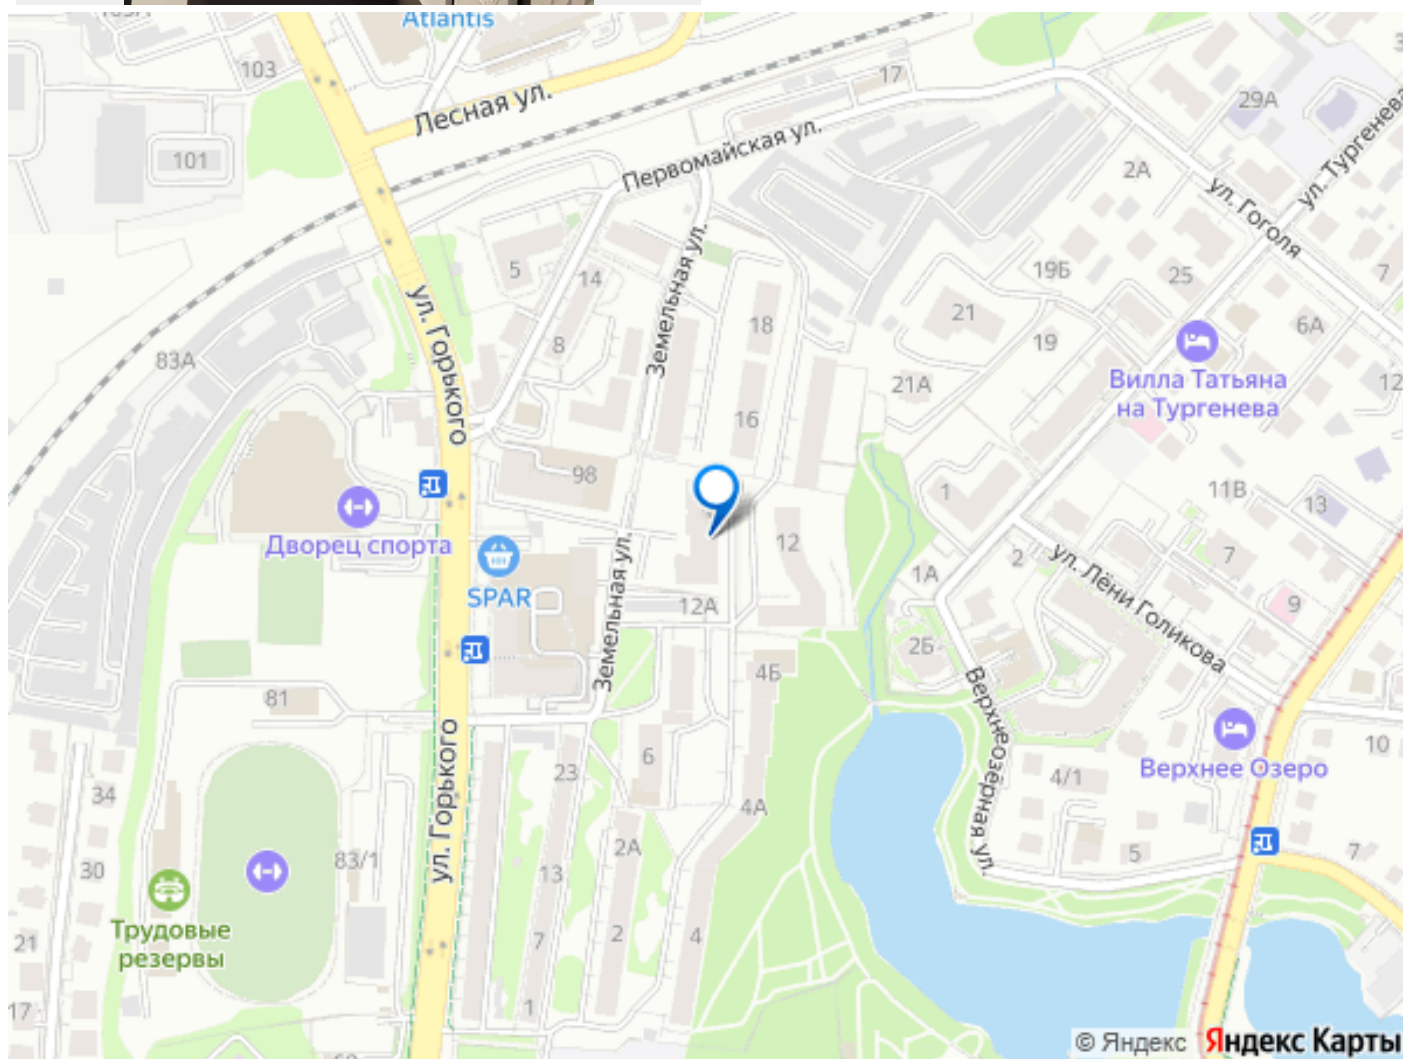 Atlantis
103
Лесная ул.
17
101
Первомайская ул.
29А
ул. Тургенева
2А
ул. Гоголя
5
14
19Б
25
7
ул. Горького
Земельная ул.
18
21
6А
8
19
83А
Вилла Татьяна
на Тургенева
21А
12
16
98
1
11В
13
Дворец спорта
12
2
7
ул. Лёни Голикова
SPAR
1А
9
12А
Земельная ул.
2Б
4Б
81
Верхнеозёрная ул.
6
10
23
Верхнее Озеро
34
4/1
ул. Горького
4А
2А
5
7
83/1
30
13
Трудовые
резервы
21
7
2
4
17
1
© Яндекс Яндекс Карты